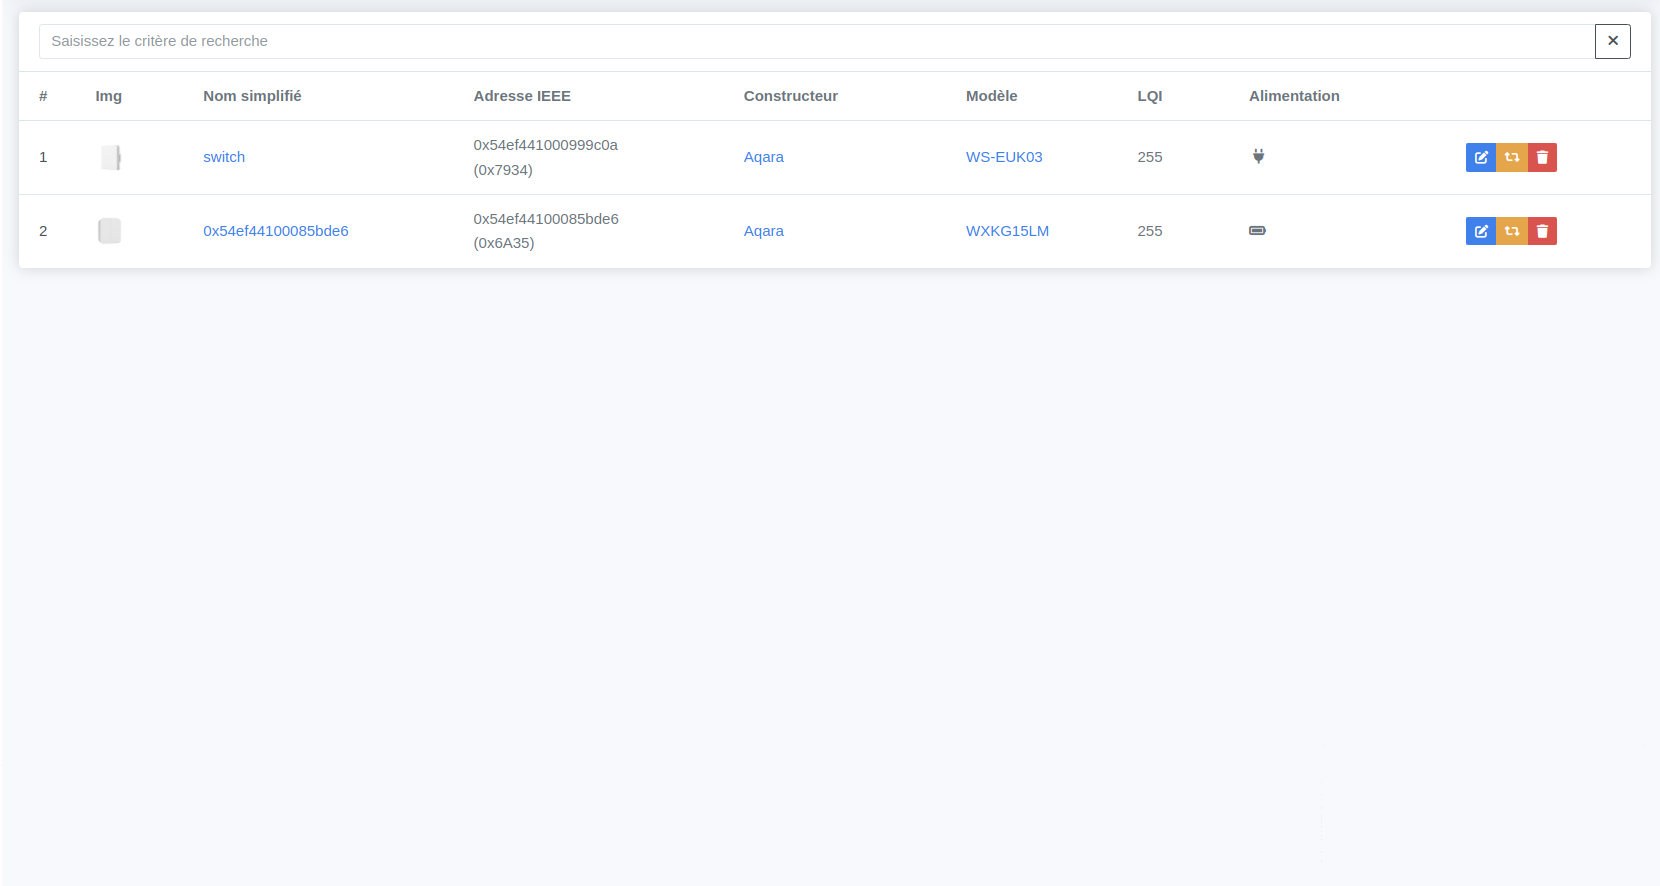 Saisissez le critère de recherche
# Img Nom simplifié Adresse IEEE Constructeur Modèle LQI Alimentation
1 switch 0x54ef441000999c0a (0x7934) Aqara WS-EUK03 255
2 0x54ef44100085bde6 0x54ef44100085bde6 (0x6A35) Aqara WXKG15LM 255